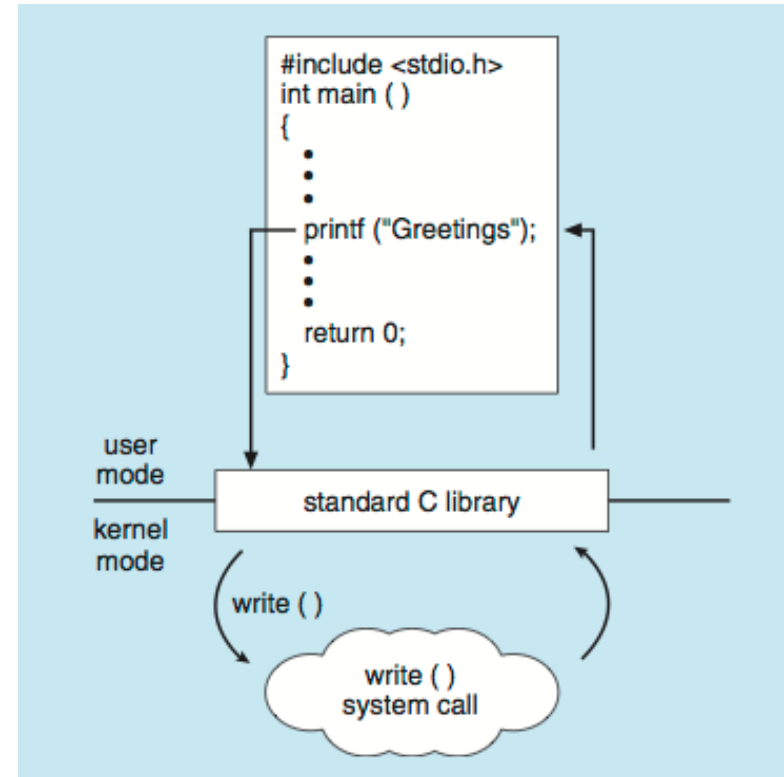 #include <stdio.h>
int main ( )
{
•
•
•
printf ("Greetings");
•
•
•
return 0;
}
user
mode
standard C library
kernel
mode
write ( )
write ( )
system call